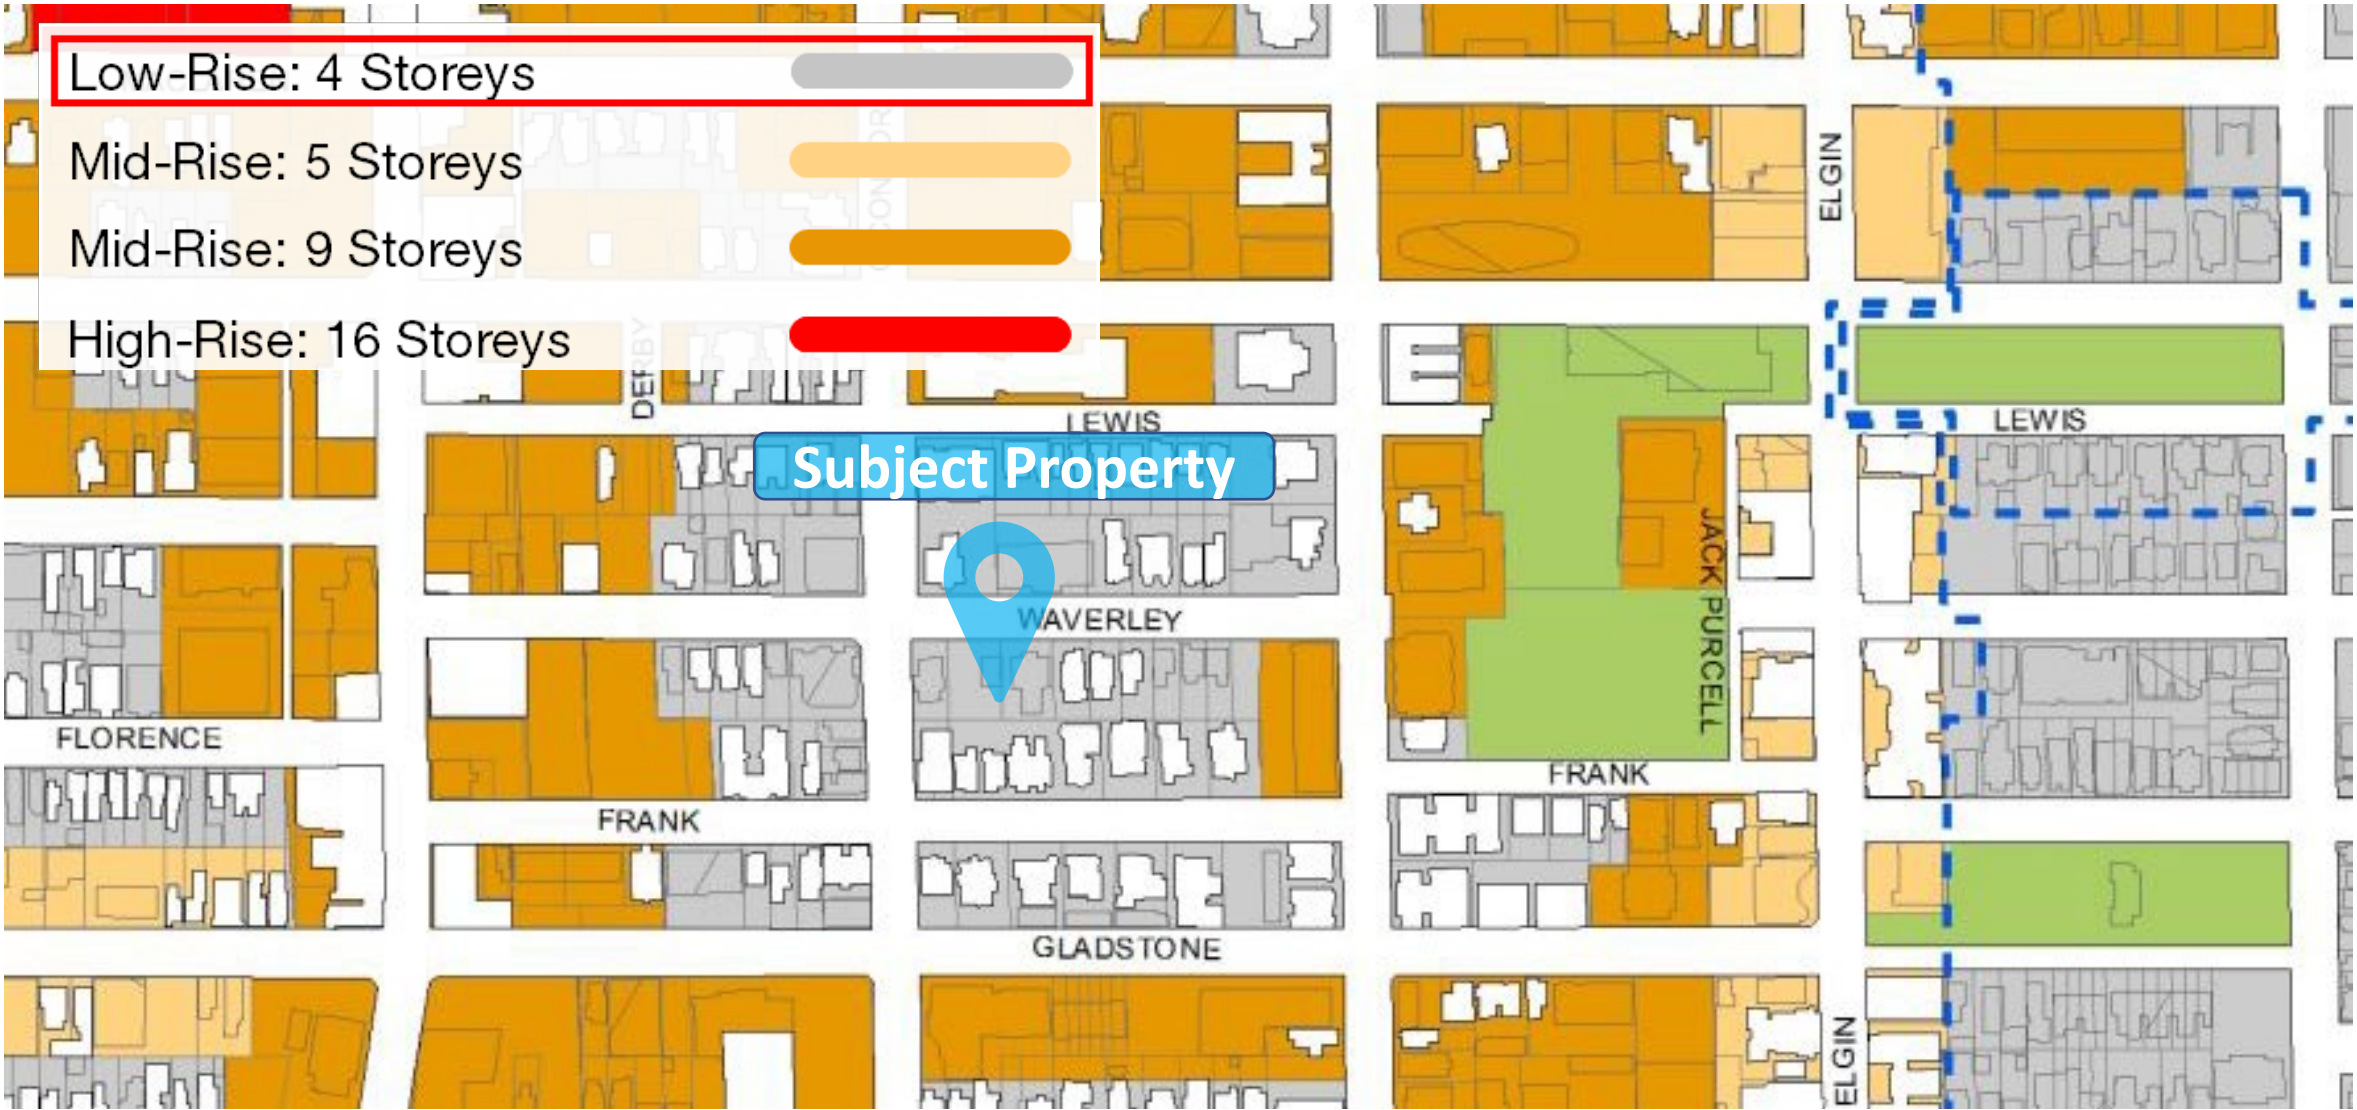 Low-Rise: 4 Storeys
Mid-Rise: 5 Storeys
Mid-Rise: 9 Storeys
High-Rise: 16 Storeys
ELGIN
DERBY
LEWIS
LEWIS
Subject Property
JACK PURCELL
WAVERLEY
FLORENCE
FRANK
FRANK
GLADSTONE
ELGIN